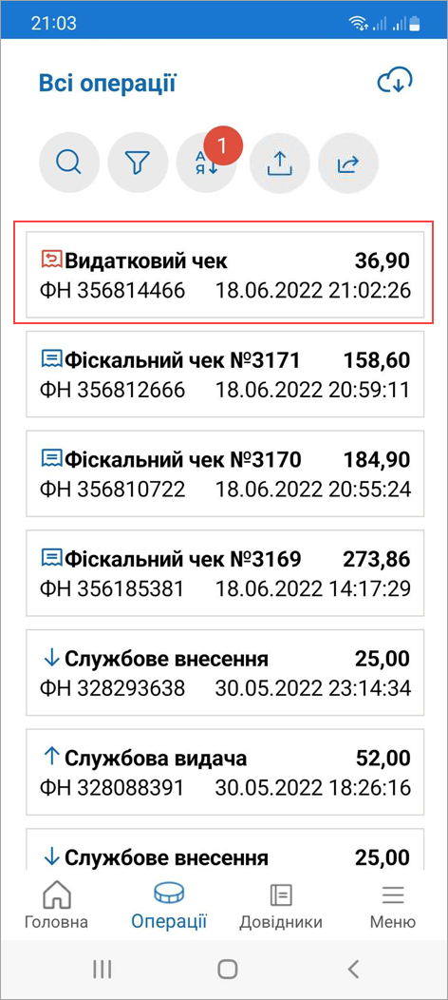 21:03
Всі операції
А
Я
1
Видатковий чек 36,90
ФН 356814466 18.06.2022 21:02:26
Фіскальний чек №3171 158,60
ФН 356812666 18.06.2022 20:59:11
Фіскальний чек №3170 184,90
ФН 356810722 18.06.2022 20:55:24
Фіскальний чек №3169 273,86
ФН 356185381 18.06.2022 14:17:29
Службове внесення 25,00
ФН 328293638 30.05.2022 23:14:34
Службова видача 52,00
ФН 328088391 30.05.2022 18:26:16
Службове внесення 25,00
Головна Операції Довідники Меню